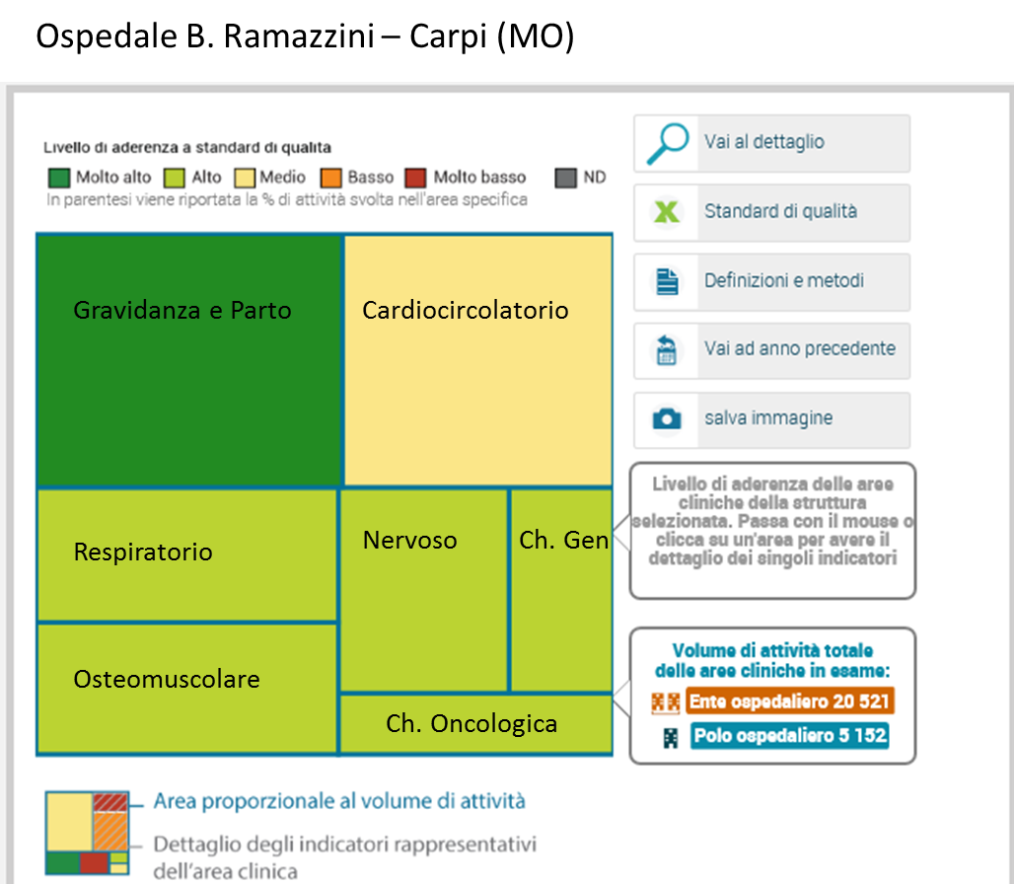 Ospedale B. Ramazzini – Carpi (MO)
Livello di aderenza a standard di qualita
Molto alto Alto Medio Basso Molto basso ND
In parentesi viene riportata la % di attività svolta nell'area specifica
Gravidanza e Parto
Cardiocircolatorio
Respiratorio
Nervoso
Ch. Gen
Osteomuscolare
Ch. Oncologica
Vai al dettaglio
Standard di qualità
Definizioni e metodi
Vai ad anno precedente
salva immagine
Livello di aderenza delle aree
cliniche della struttura
selezionata. Passa con il mouse o
clicca su un'area per avere il
dettaglio dei singoli indicatori
Volume di attività totale
delle aree cliniche in esame:
Ente ospedaliero 20 521
Polo ospedaliero 5 152
Area proporzionale al volume di attività
Dettaglio degli indicatori rappresentativi
dell'area clinica